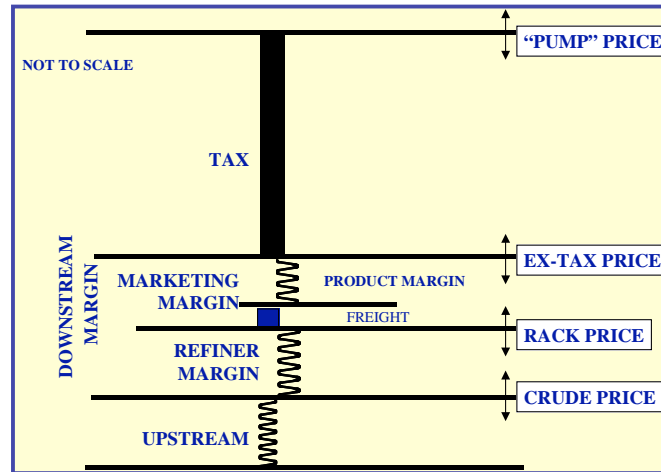 “PUMP” PRICE
NOT TO SCALE
TAX
DOWNSTREAM
MARGIN
EX-TAX PRICE
MARKETING
MARGIN
PRODUCT MARGIN
FREIGHT
RACK PRICE
REFINER
MARGIN
CRUDE PRICE
UPSTREAM